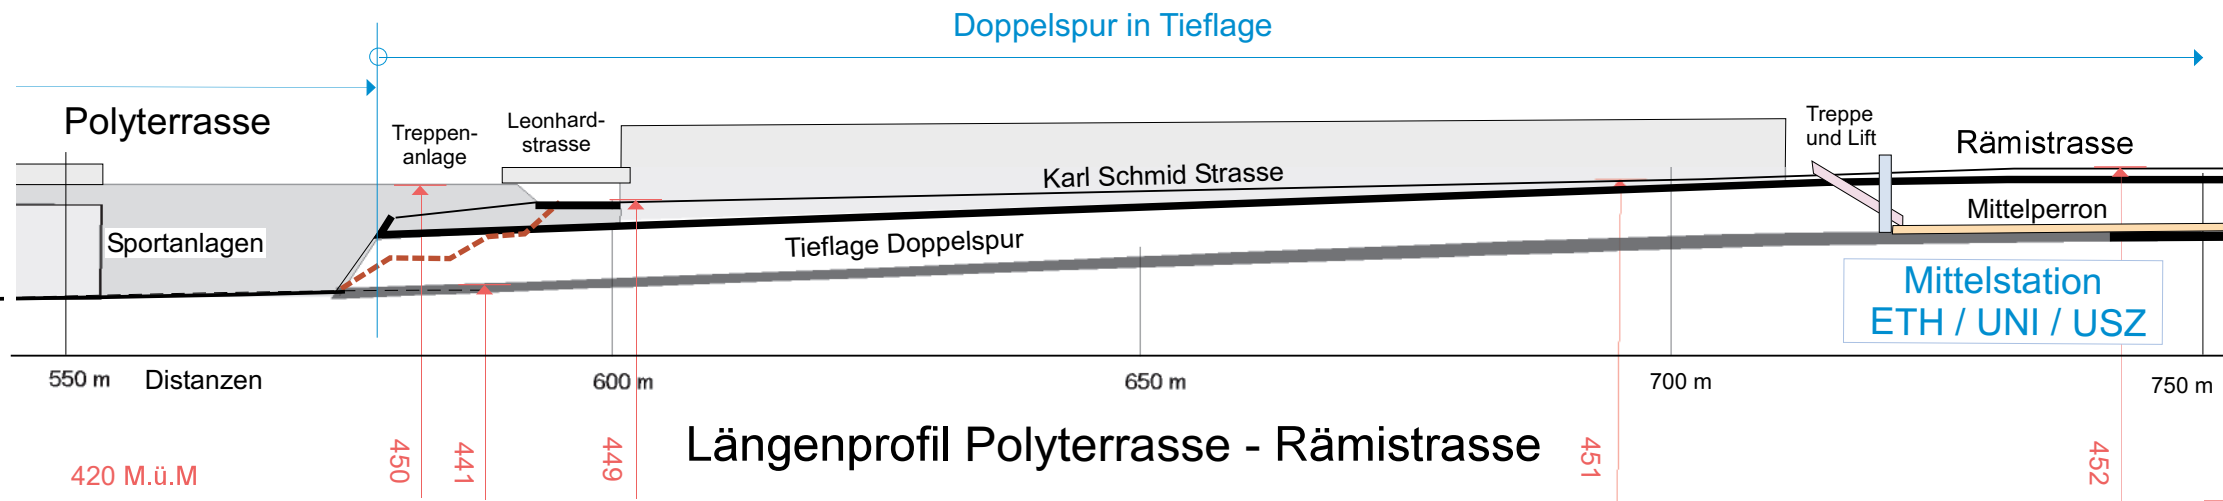 Doppelspur in Tieflage
Polyterrasse
Treppen-
anlage
Leonhard-
strasse
Treppe
und Lift
Rämistrasse
Karl Schmid Strasse
Sportanlagen
Tieflage Doppelspur
Mittelperron
Mittelstation
ETH / UNI / USZ
550 m
Distanzen
600 m
650 m
700 m
750 m
Längenprofil Polyterrasse - Rämistrasse
420 M.ü.M
450
441
449
451
452